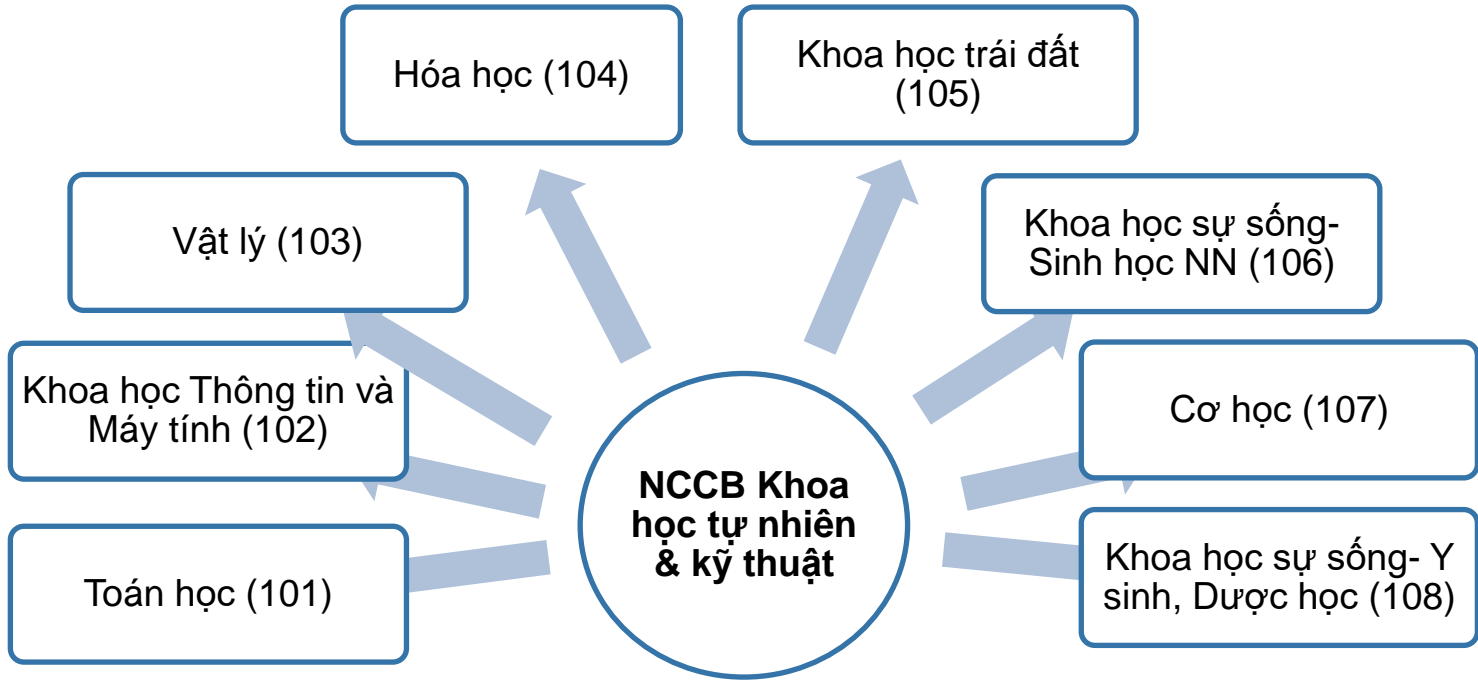 Hóa học (104)
Khoa học trái đất
(105)
Vật lý (103)
Khoa học sự sống-
Sinh học NN (106)
Khoa học Thông tin và
Máy tính (102)
Cơ học (107)
NCCB Khoa
học tự nhiên
& kỹ thuật
Toán học (101)
Khoa học sự sống- Y
sinh, Dược học (108)